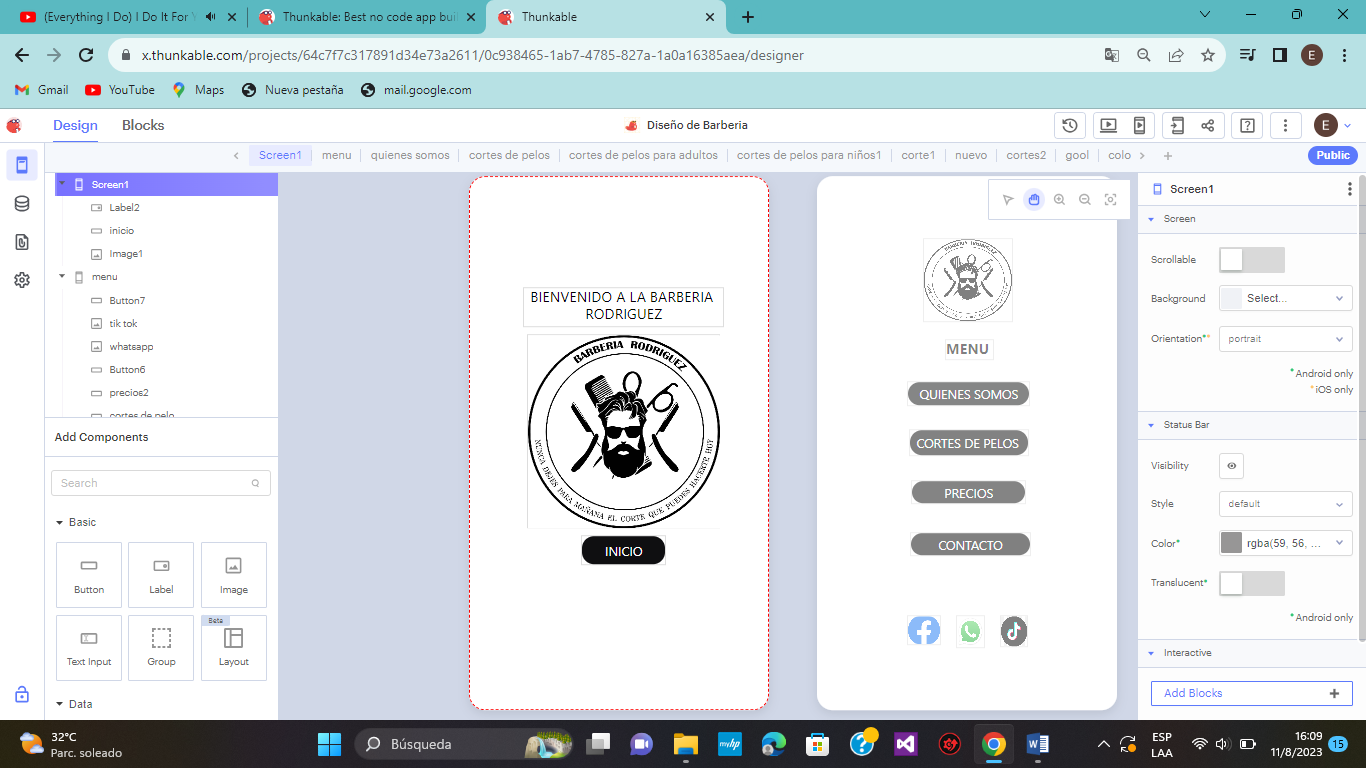 (Everything I Do) I Do It For Y
Thunkable: Best no code app buil
Thunkable
x.thunkable.com/projects/64c7f7c317891d34e73a2611/0c938465-1ab7-4785-827a-1a0a16385aea/designer
E
Gmail
YouTube
Maps
Nueva pestaña
mail.google.com
Design
Blocks
Diseño de Barberia
E
Screen1
menu
quienes somos
cortes de pelos
cortes de pelos para adultos
cortes de pelos para niños1
corte1
nuevo
cortes2
gool
colo
Public
Screen1
Label2
inicio
Image1
menu
Button7
tik tok
whatsapp
Button6
precios2
cortes de pelo
Add Components
Search
Basic
Button
Label
Image
Text Input
Group
Beta
Layout
Data
BIENVENIDO A LA BARBERIA
RODRIGUEZ
BARBERIA RODRIGUEZ
NUNCA DEJES PARA MAÑANA EL CORTE QUE PUEDES HACERTE HOY
INICIO
BARBERIA RODRIGUEZ
MENU
QUIENES SOMOS
CORTES DE PELOS
PRECIOS
CONTACTO
Screen1
Screen
Scrollable
Background
Select...
Orientation**
portrait
*Android only
*iOS only
Status Bar
Visibility
Style
default
Color*
rgba(59, 56, ...
Translucent*
*Android only
Interactive
Add Blocks
32°C
Parc. soleado
Búsqueda
myhp
ESP
LAA
16:09
11/8/2023
15